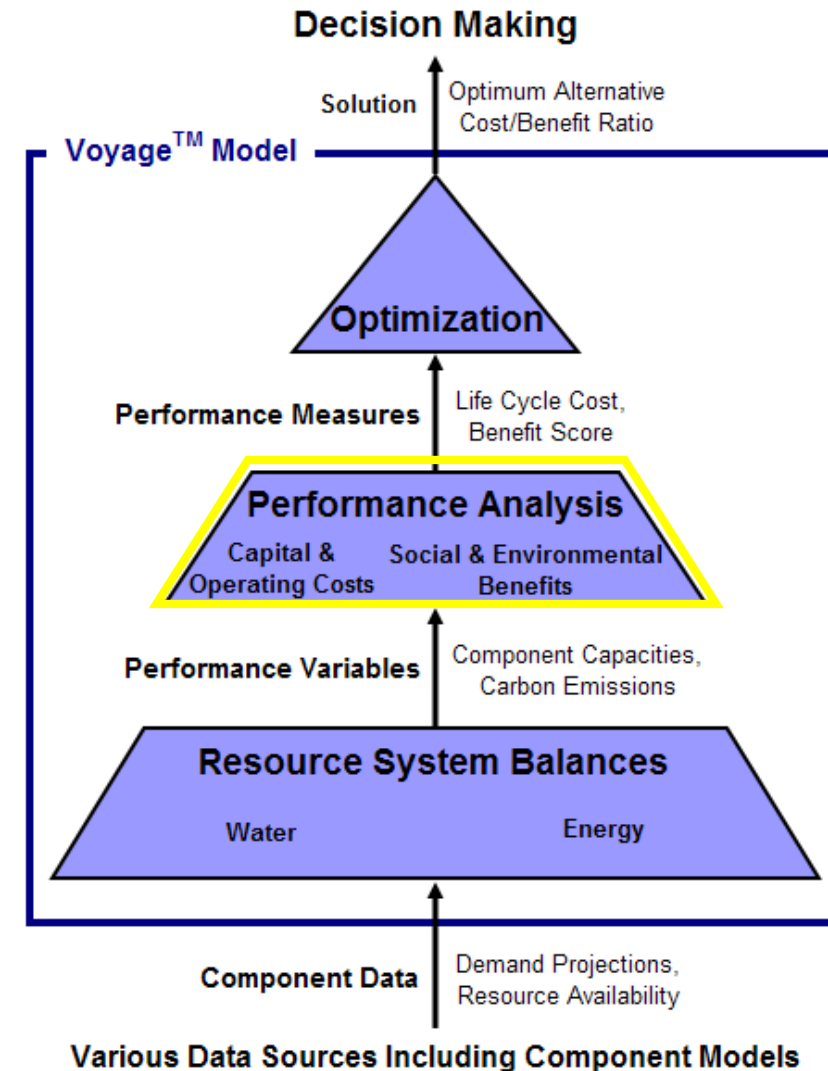 Decision Making
Solution
Optimum Alternative
Cost/Benefit Ratio
Voyage™ Model
Optimization
Performance Measures
Life Cycle Cost,
Benefit Score
Performance Analysis
Capital &
Operating Costs
Social & Environmental
Benefits
Performance Variables
Component Capacities,
Carbon Emissions
Resource System Balances
Water
Energy
Component Data
Demand Projections,
Resource Availability
Various Data Sources Including Component Models